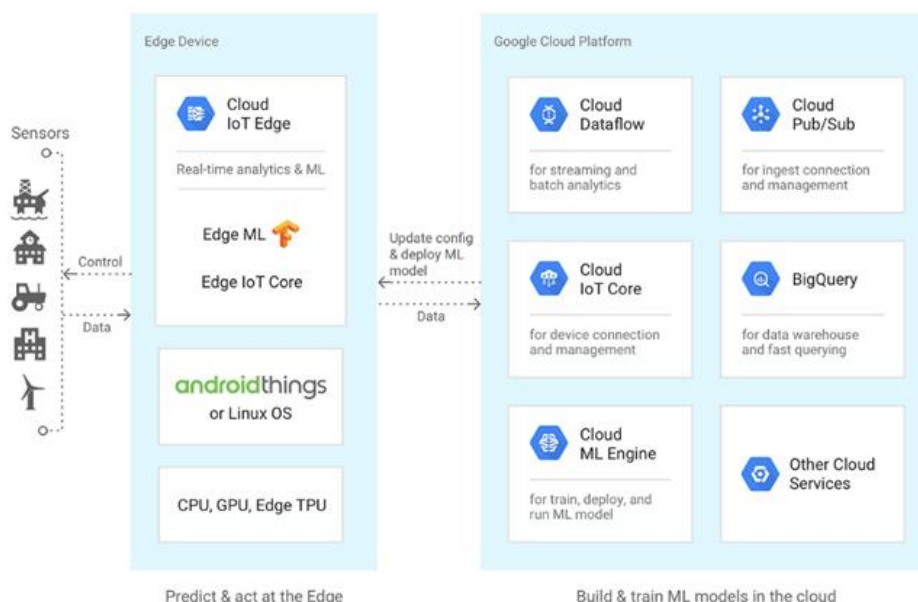 Edge Device
Google Cloud Platform
Sensors
Cloud
IoT Edge
Real-time analytics & ML
Edge ML
Edge IoT Core
Control
Data
androidthings
or Linux OS
CPU, GPU, Edge TPU
Update config
& deploy ML
model
Data
Cloud
Dataflow
for streaming and
batch analytics
Cloud
Pub/Sub
for ingest connection
and management
Cloud
IoT Core
for device connection
and management
BigQuery
for data warehouse
and fast querying
Cloud
ML Engine
for train, deploy, and
run ML model
Other Cloud
Services
Predict & act at the Edge
Build & train ML models in the cloud